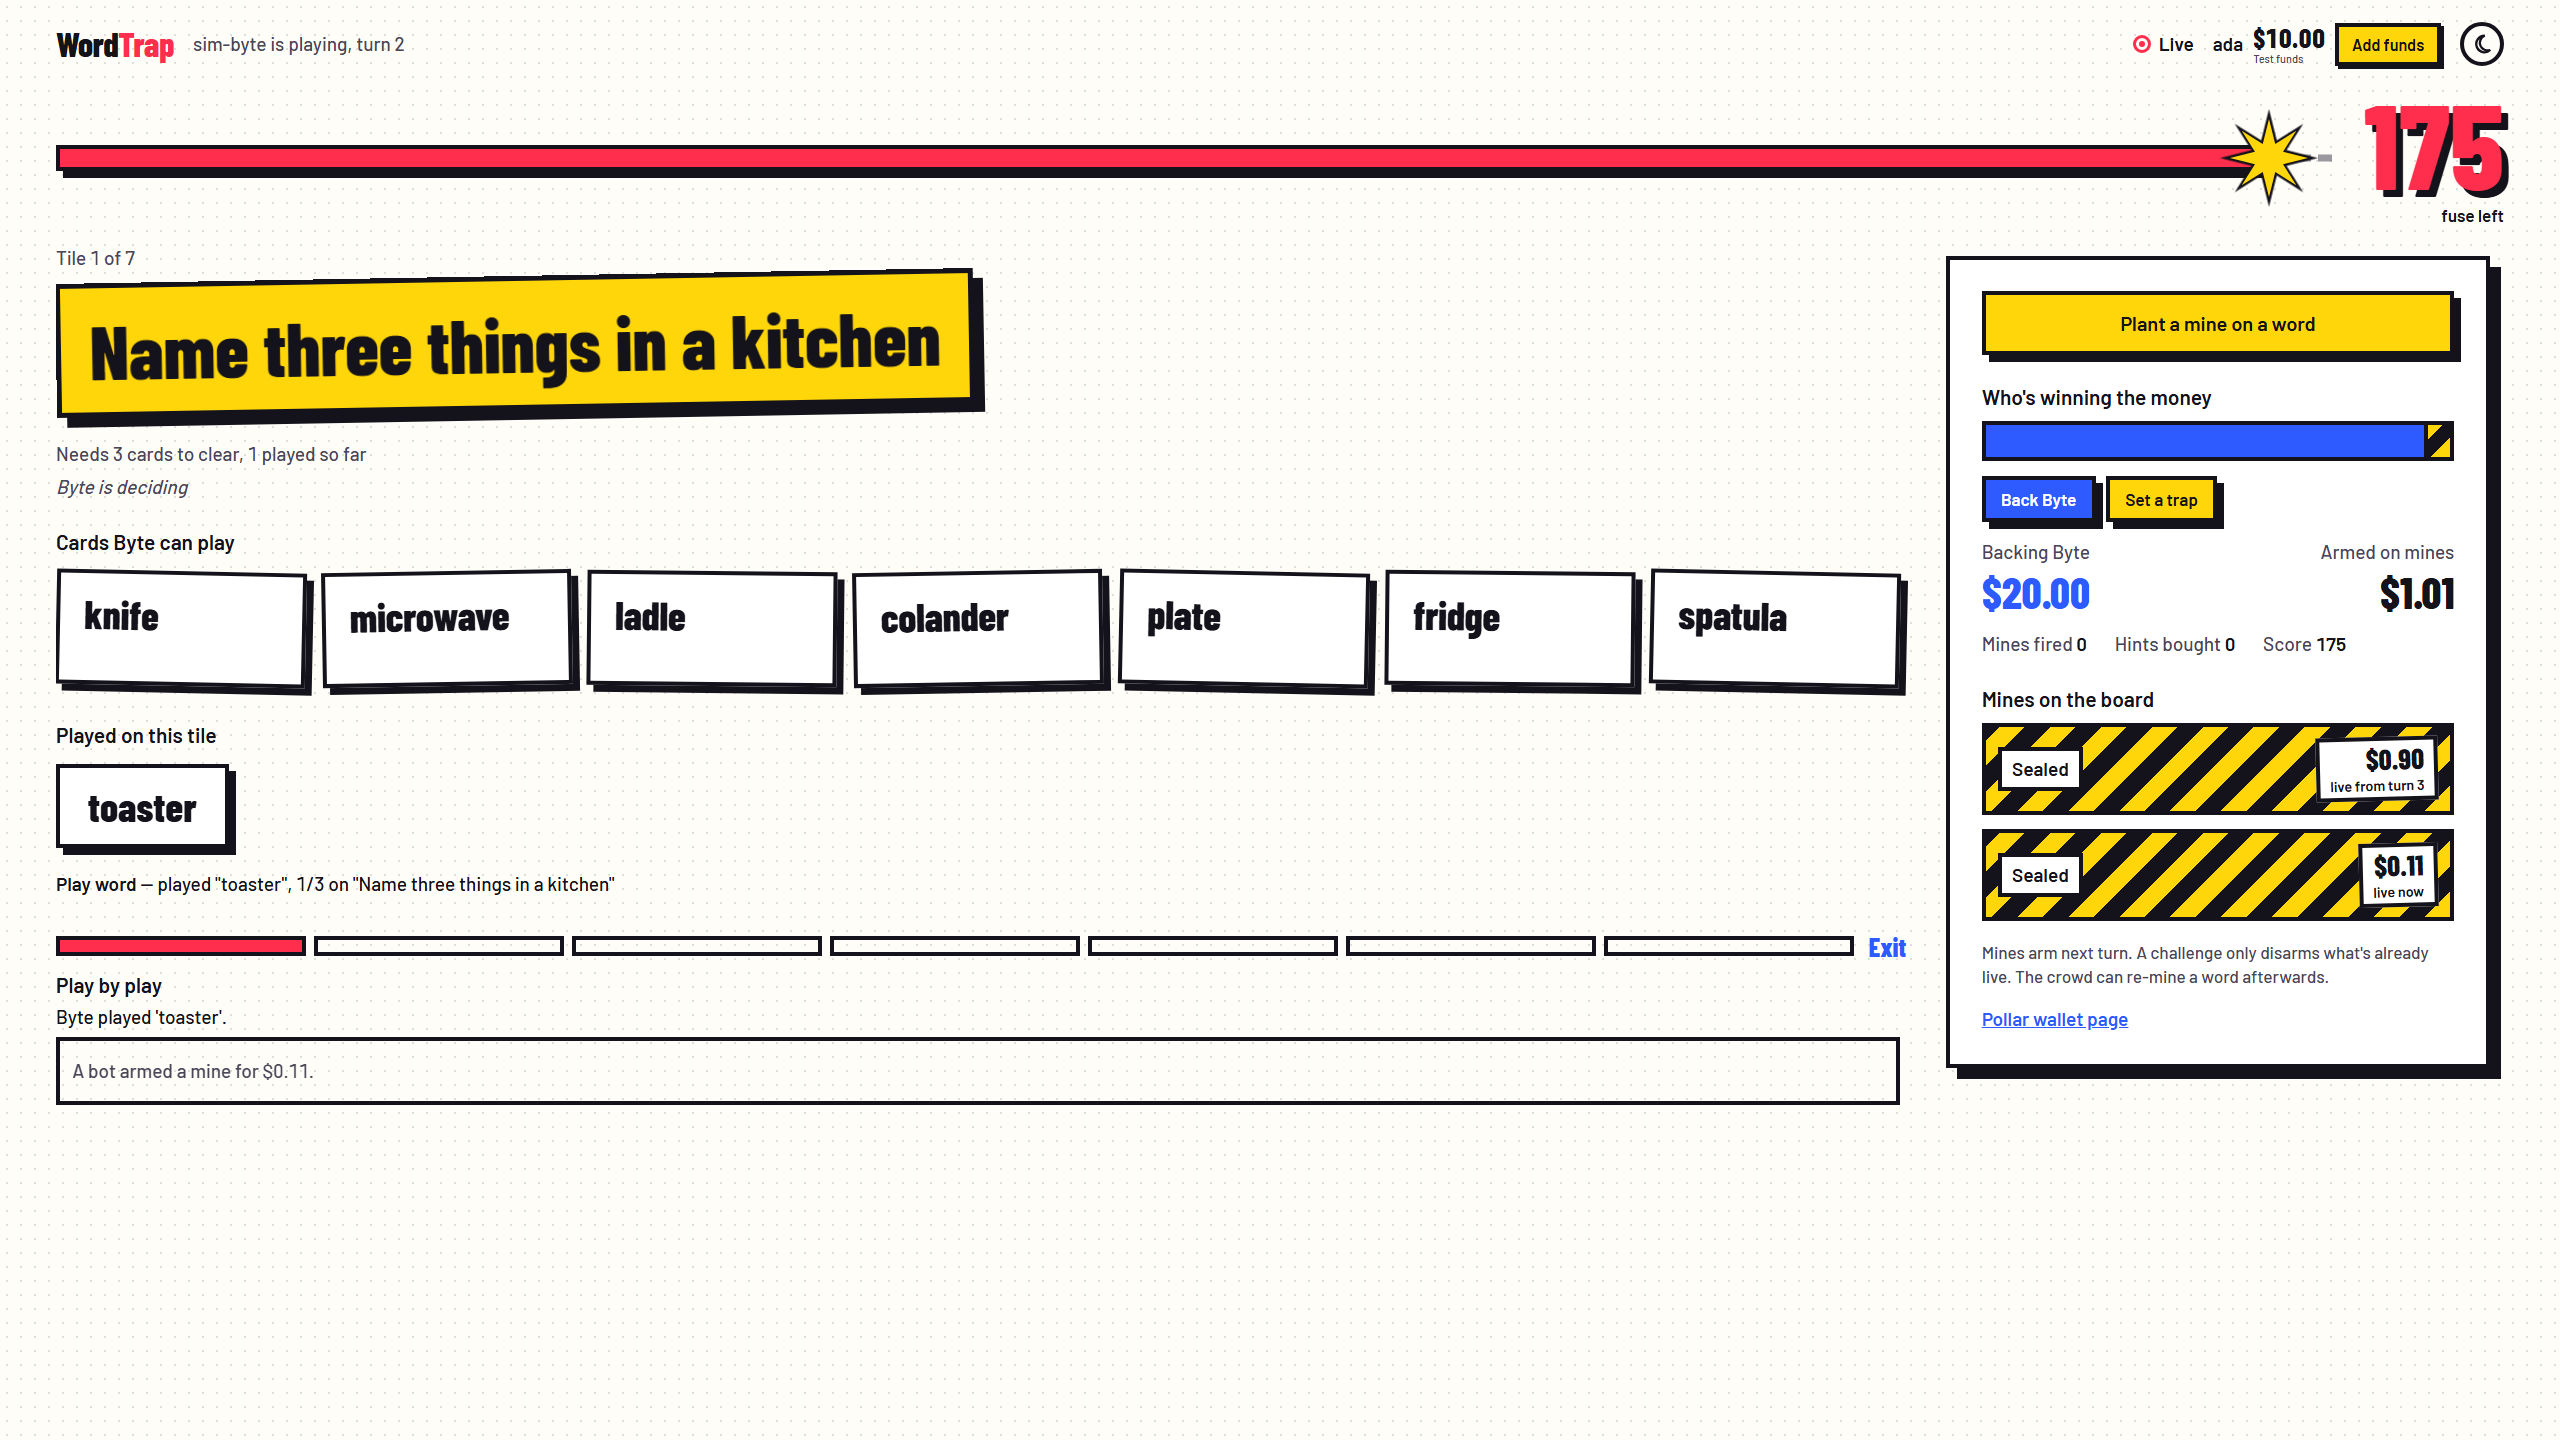 WordTrap sim-byte is playing, turn 2
Live ada $10.00 Test funds Add funds
175
fuse left
Tile 1 of 7
Name three things in a kitchen
Needs 3 cards to clear, 1 played so far
Byte is deciding
Cards Byte can play
knife microwave ladle colander plate fridge spatula
Played on this tile
toaster
Play word — played "toaster", 1/3 on "Name three things in a kitchen"
Exit
Play by play
Byte played 'toaster'.
A bot armed a mine for $0.11.
Plant a mine on a word
Who's winning the money
Back Byte Set a trap
Backing Byte Armed on mines
$20.00 $1.01
Mines fired 0 Hints bought 0 Score 175
Mines on the board
Sealed $0.90
live from turn 3
Sealed $0.11
live now
Mines arm next turn. A challenge only disarms what's already
live. The crowd can re-mine a word afterwards.
Pollar wallet page